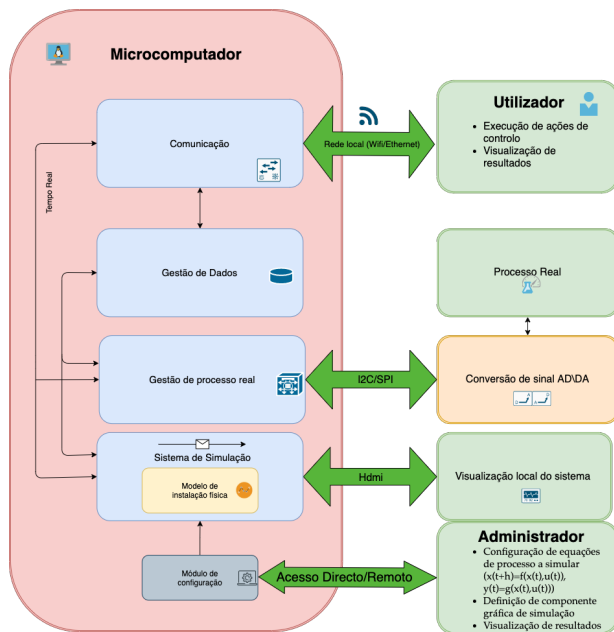 Microcomputador
Comunicação
Tempo Real
Gestão de Dados
Gestão de processo real
Sistema de Simulação
Modelo de
instalação física
Módulo de
configuração
Rede local (Wifi/Ethernet)
I2C/SPI
Hdmi
Acesso Directo/Remoto
Utilizador
• Execução de ações de
controlo
• Visualização de
resultados
Processo Real
Conversão de sinal AD\DA
Visualização local do sistema
Administrador
• Configuração de equações
de processo a simular
(x(t+h)=f(x(t),u(t)),
y(t)=g(x(t),u(t)))
• Definição de componente
gráfica de simulação
• Visualização de resultados